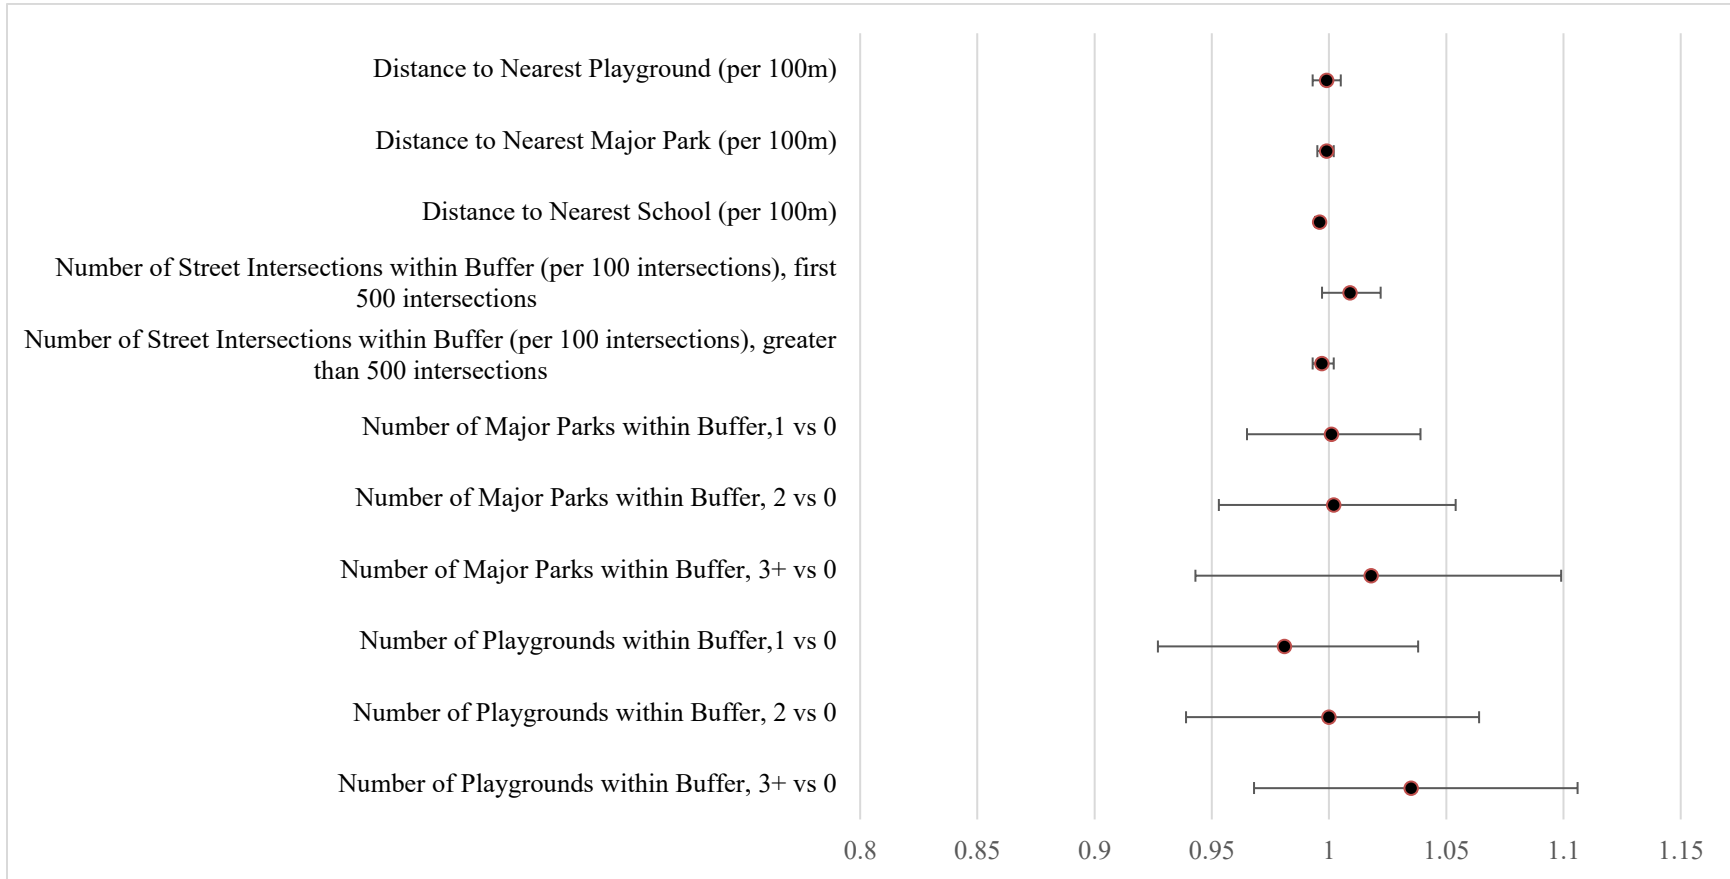 Distance to Nearest Playground (per 100m)
Distance to Nearest Major Park (per 100m)
Distance to Nearest School (per 100m)
Number of Street Intersections within Buffer (per 100 intersections), first
500 intersections
Number of Street Intersections within Buffer (per 100 intersections), greater
than 500 intersections
Number of Major Parks within Buffer,1 vs 0
Number of Major Parks within Buffer, 2 vs 0
Number of Major Parks within Buffer, 3+ vs 0
Number of Playgrounds within Buffer,1 vs 0
Number of Playgrounds within Buffer, 2 vs 0
Number of Playgrounds within Buffer, 3+ vs 0
0.8 0.85 0.9 0.95 1 1.05 1.1 1.15